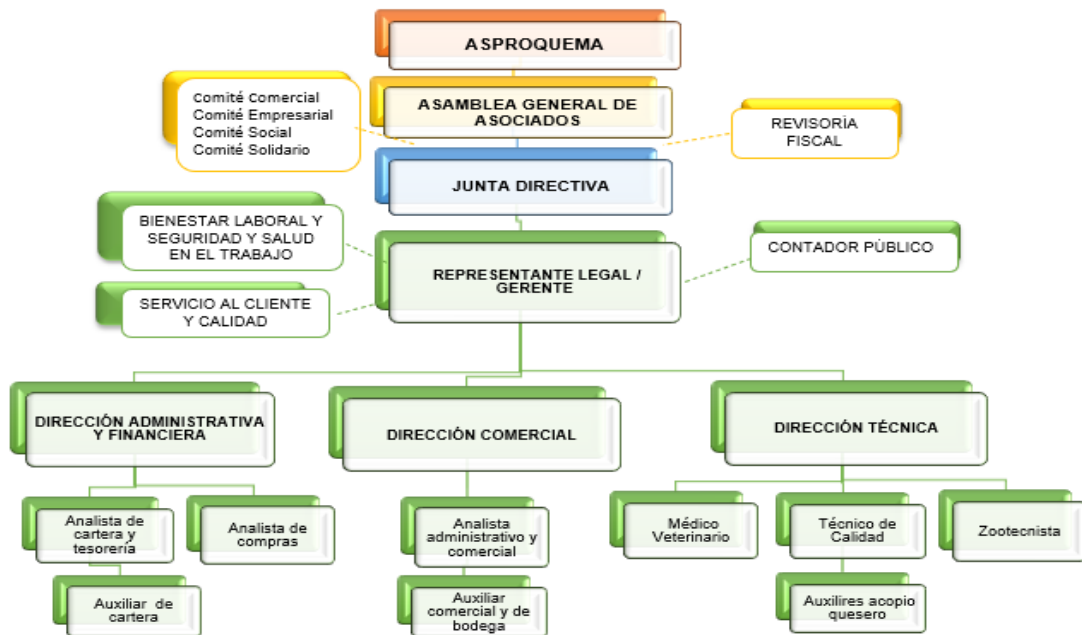 ASPROQUEMA
Comité Comercial
Comité Empresarial
Comité Social
Comité Solidario
ASAMBLEA GENERAL DE
ASOCIADOS
REVISORÍA
FISCAL
JUNTA DIRECTIVA
BIENESTAR LABORAL Y
SEGURIDAD Y SALUD
EN EL TRABAJO
REPRESENTANTE LEGAL /
GERENTE
CONTADOR PÚBLICO
SERVICIO AL CLIENTE
Y CALIDAD
DIRECCIÓN ADMINISTRATIVA
Y FINANCIERA
DIRECCIÓN COMERCIAL
DIRECCIÓN TÉCNICA
Analista de
cartera y
tesorería
Analista de
compras
Analista
administrativo y
comercial
Médico
Veterinario
Técnico de
Calidad
Zootecnista
Auxiliar de
cartera
Auxiliar
comercial y de
bodega
Auxilires acopio
quesero